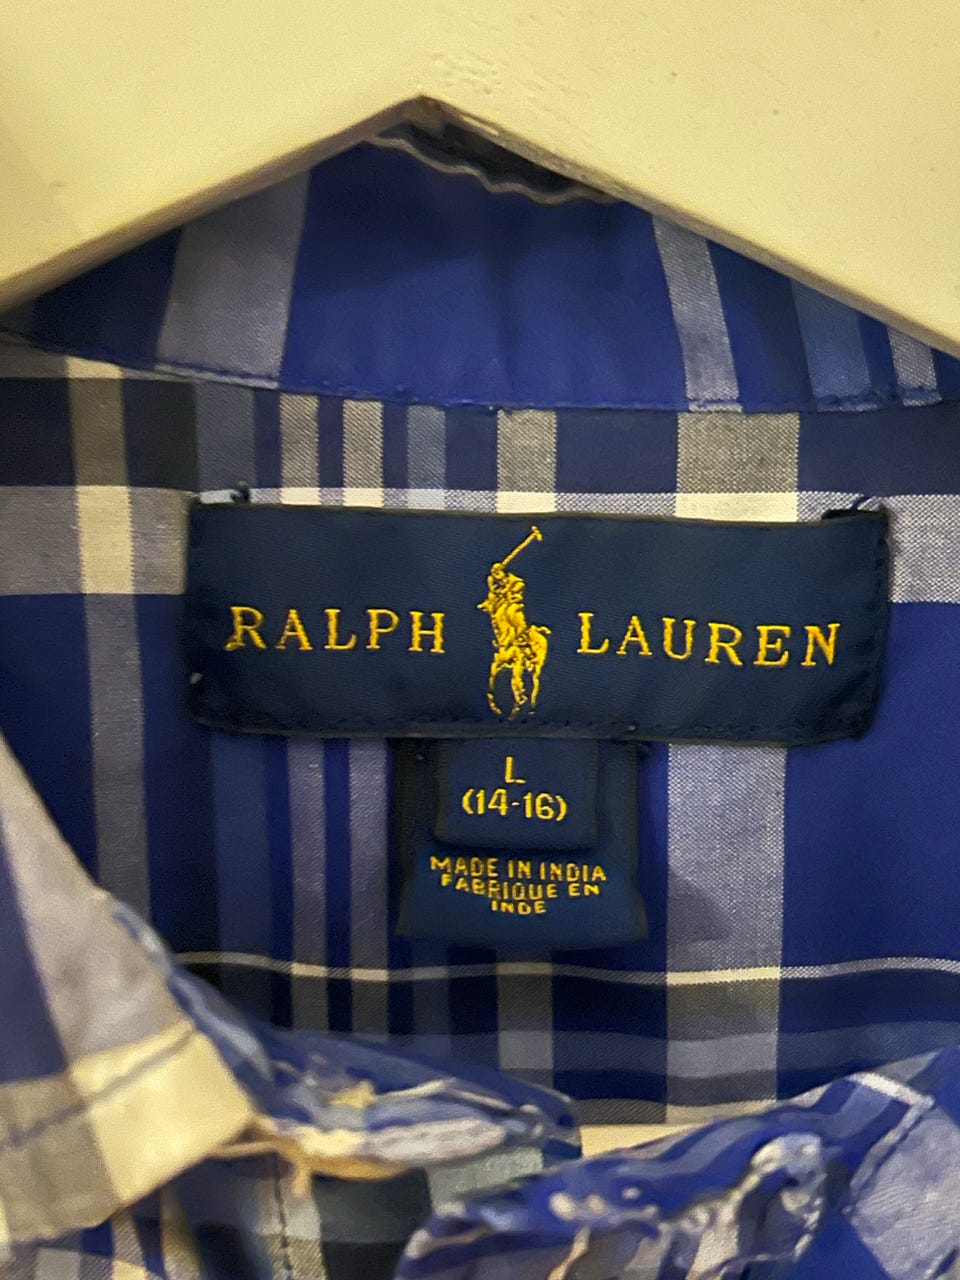 RALPH LAUREN
L
(14-16)
MADE IN INDIA
FABRIQUE EN
INDE